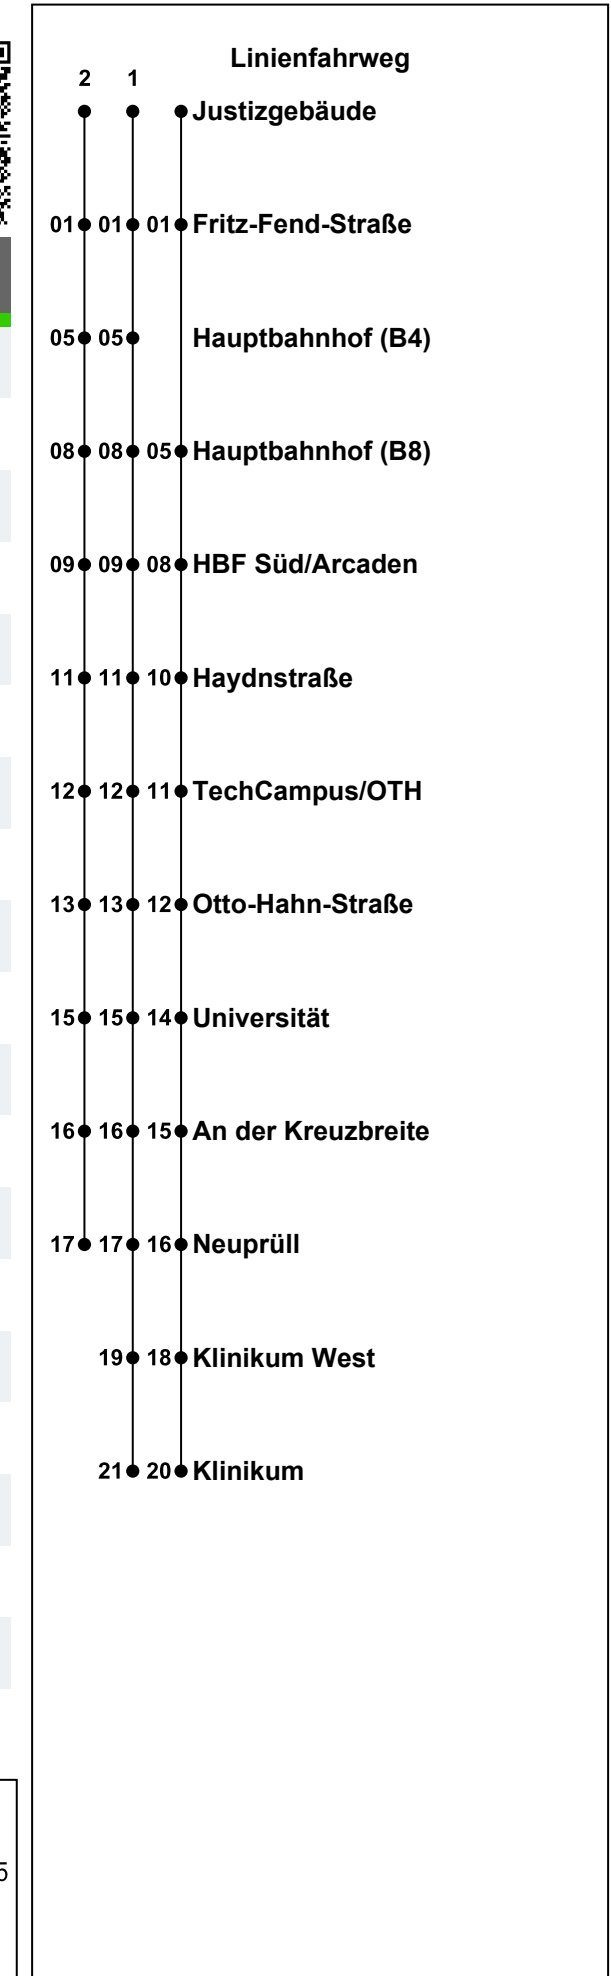 Linienfahrweg
2 1
Justizgebäude
01 01 01 Fritz-Fend-Straße
05 05 Hauptbahnhof (B4)
08 08 05 Hauptbahnhof (B8)
09 09 08 HBF Süd/Arcaden
11 11 10 Haydnstraße
12 12 11 TechCampus/OTH
13 13 12 Otto-Hahn-Straße
15 15 14 Universität
16 16 15 An der Kreuzbreite
17 17 16 Neuprüll
19 18 Klinikum West
21 20 Klinikum
5